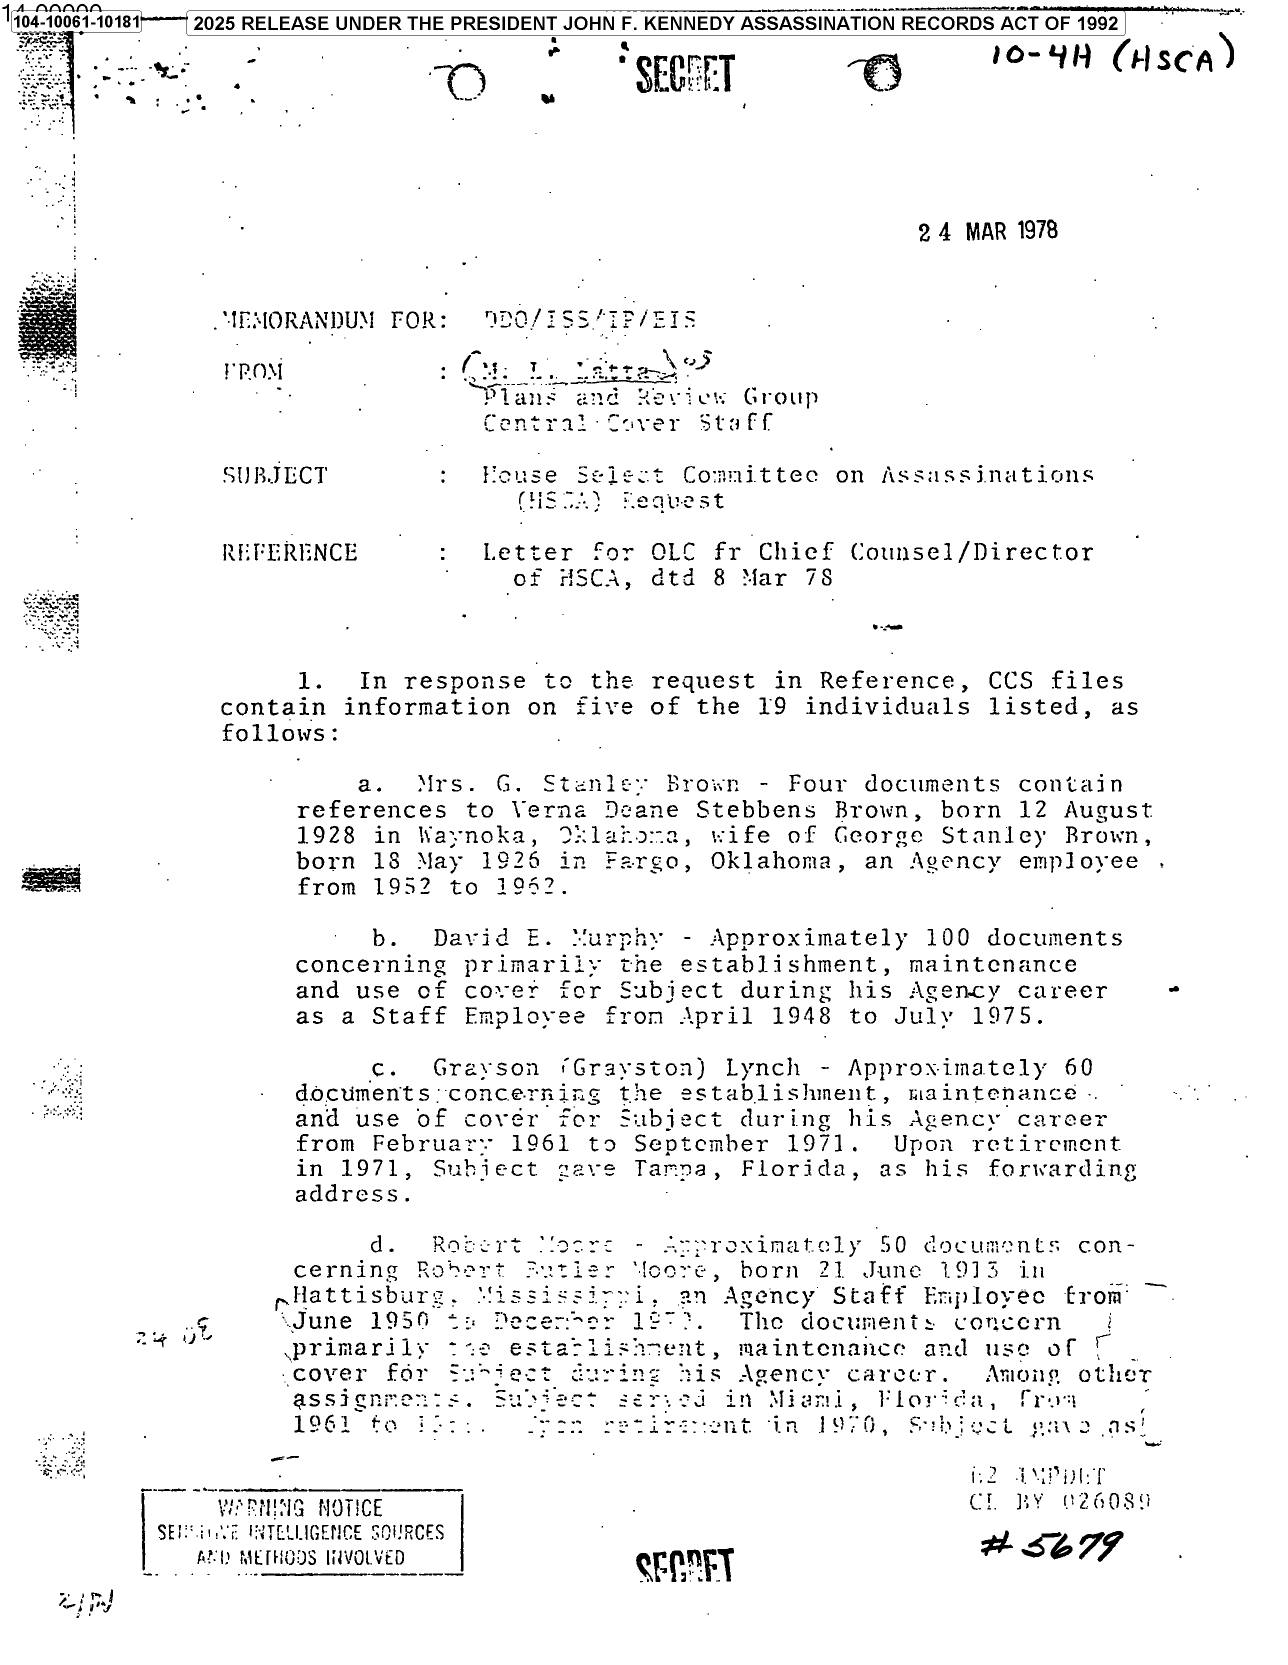 104-10061-10181
2025 RELEASE UNDER THE PRESIDENT JOHN F. KENNEDY ASSASSINATION RECORDS ACT OF 1992
10-4H (HSCA)
SECRET
24 MAR 1978
MEMORANDUM FOR: DDO/ISS/IP/EIS
FROM : M. L. Latta 03
Plans and Review Group
Central Cover Staff
SUBJECT : House Select Committee on Assassinations
(HSCA) Request
REFERENCE : Letter for OLC fr Chief Counsel/Director
of HSCA, dtd 8 Mar 78
1. In response to the request in Reference, CCS files
contain information on five of the 19 individuals listed, as
follows:
a. Mrs. G. Stanley Brown - Four documents contain
references to Verna Deane Stebbens Brown, born 12 August
1928 in Waynoka, Oklahoma, wife of George Stanley Brown,
born 18 May 1926 in Fargo, Oklahoma, an Agency employee
from 1952 to 1962.
b. David E. Murphy - Approximately 100 documents
concerning primarily the establishment, maintenance
and use of cover for Subject during his Agency career
as a Staff Employee from April 1948 to July 1975.
c. Grayson (Grayston) Lynch - Approximately 60
documents concerning the establishment, maintenance
and use of cover for Subject during his Agency career
from February 1961 to September 1971. Upon retirement
in 1971, Subject gave Tampa, Florida, as his forwarding
address.
d. Robert Moore - Approximately 50 documents con-
cerning Robert Butler Moore, born 21 June 1913 in
Hattisburg, Mississippi, an Agency Staff Employee from
June 1950 to December. The documents concern
24
primarily the establishment, maintenance and use of
cover for Subject during his Agency career. Among other
assignments, Subject served in Miami, Florida, from
1961 to. Upon retirement in 1970, Subject gave as
E2 IMPDET
CL BY 026089
WARNING NOTICE
SENSITIVE INTELLIGENCE SOURCES
AND METHODS INVOLVED
SECRET
# 5679